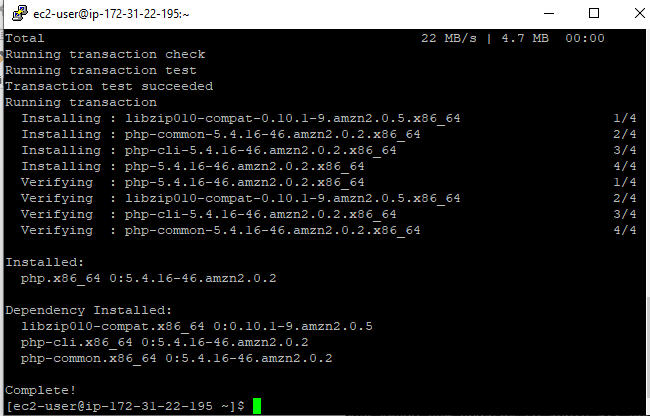 ec2-user@ip-172-31-22-195:~
Total 22 MB/s | 4.7 MB 00:00
Running transaction check
Running transaction test
Transaction test succeeded
Running transaction
Installing : libzip010-compat-0.10.1-9.amzn2.0.5.x86_64 1/4
Installing : php-common-5.4.16-46.amzn2.0.2.x86_64 2/4
Installing : php-cli-5.4.16-46.amzn2.0.2.x86_64 3/4
Installing : php-5.4.16-46.amzn2.0.2.x86_64 4/4
Verifying : php-5.4.16-46.amzn2.0.2.x86_64 1/4
Verifying : libzip010-compat-0.10.1-9.amzn2.0.5.x86_64 2/4
Verifying : php-cli-5.4.16-46.amzn2.0.2.x86_64 3/4
Verifying : php-common-5.4.16-46.amzn2.0.2.x86_64 4/4
Installed:
php.x86_64 0:5.4.16-46.amzn2.0.2
Dependency Installed:
libzip010-compat.x86_64 0:0.10.1-9.amzn2.0.5
php-cli.x86_64 0:5.4.16-46.amzn2.0.2
php-common.x86_64 0:5.4.16-46.amzn2.0.2
Complete!
[ec2-user@ip-172-31-22-195 ~]$